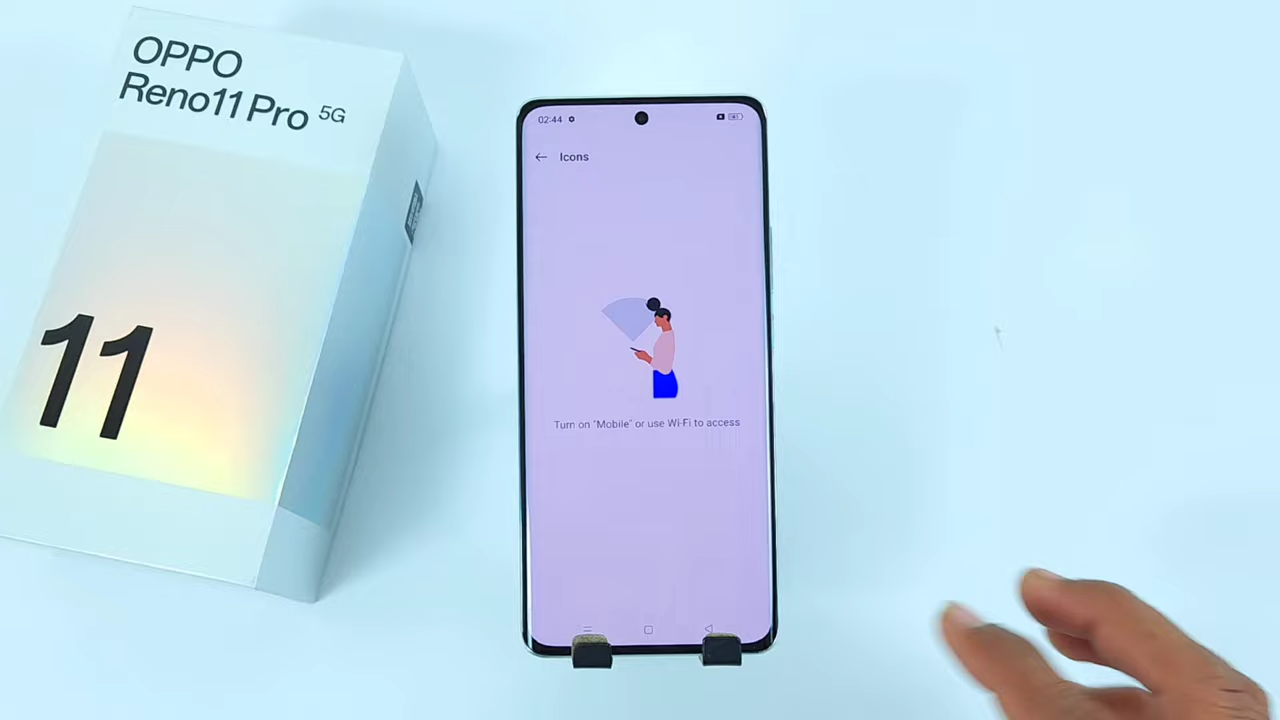 OPPO
Reno11 Pro 5G
11
02:44
Icons
Turn on "Mobile" or use Wi-Fi to access